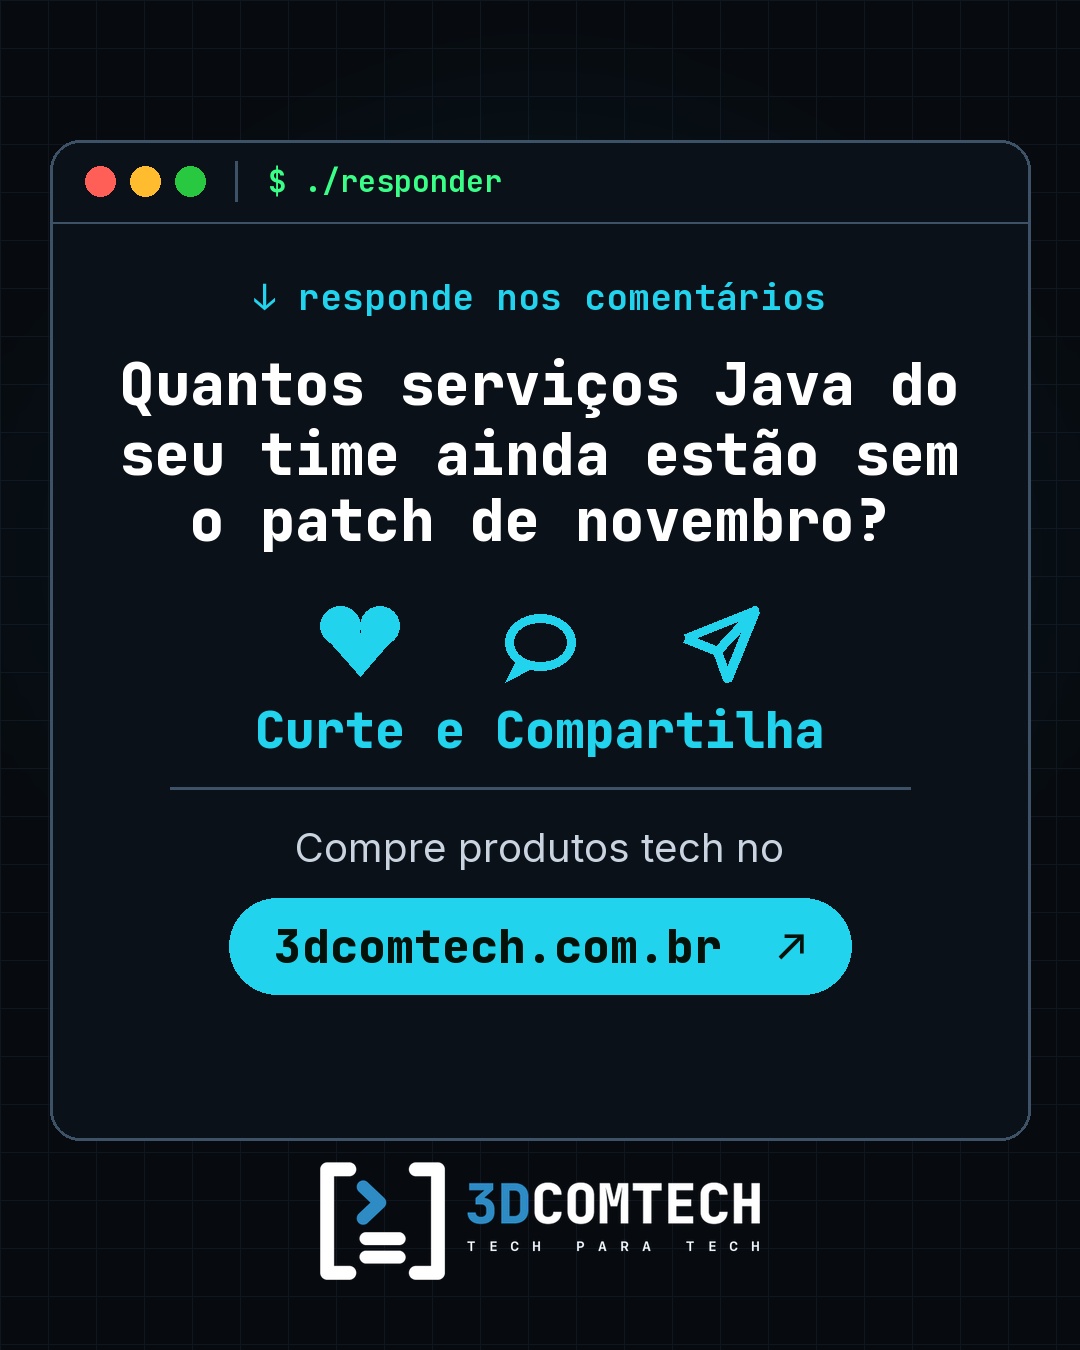 $ ./responder
↓ responde nos comentários
Quantos serviços Java do
seu time ainda estão sem
o patch de novembro?
Curte e Compartilha
Compre produtos tech no
3dcomtech.com.br ↗
3DCOMTECH
TECH PARA TECH